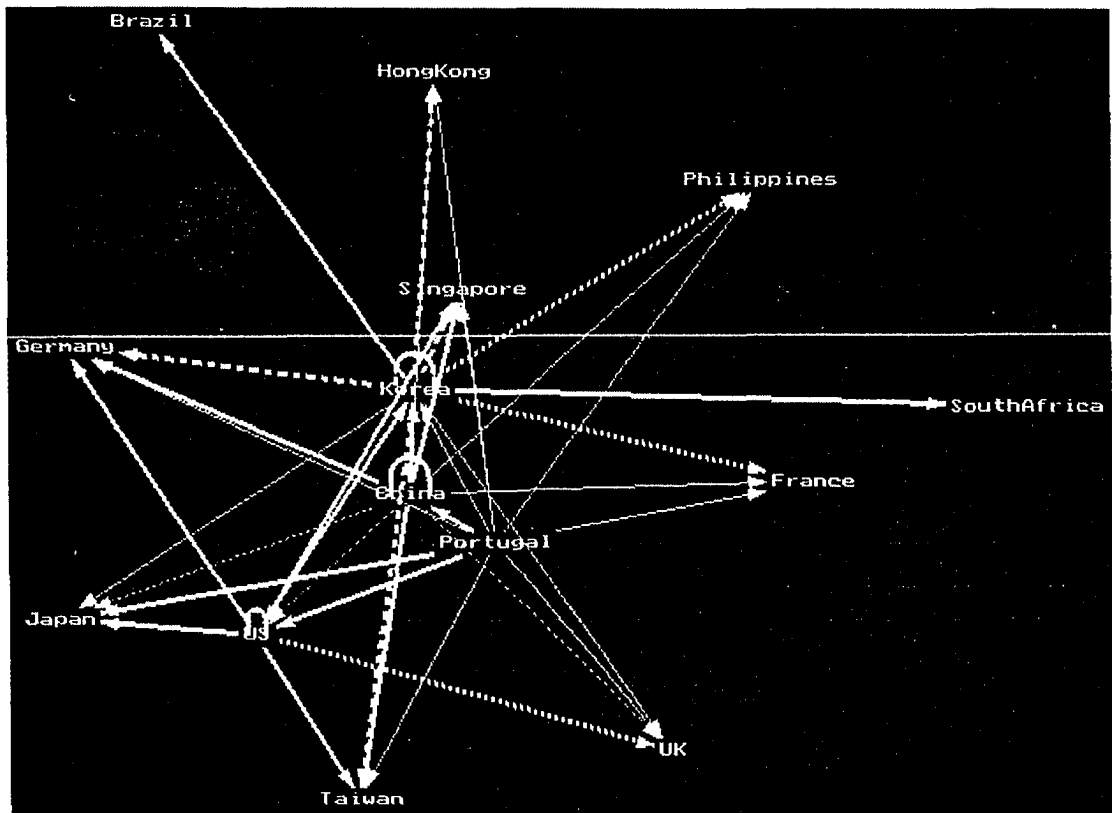 Brazil
HongKong
Philippines
Singapore
Germany
Korea
SouthAfrica
France
China
Portugal
Japan
US
UK
Taiwan